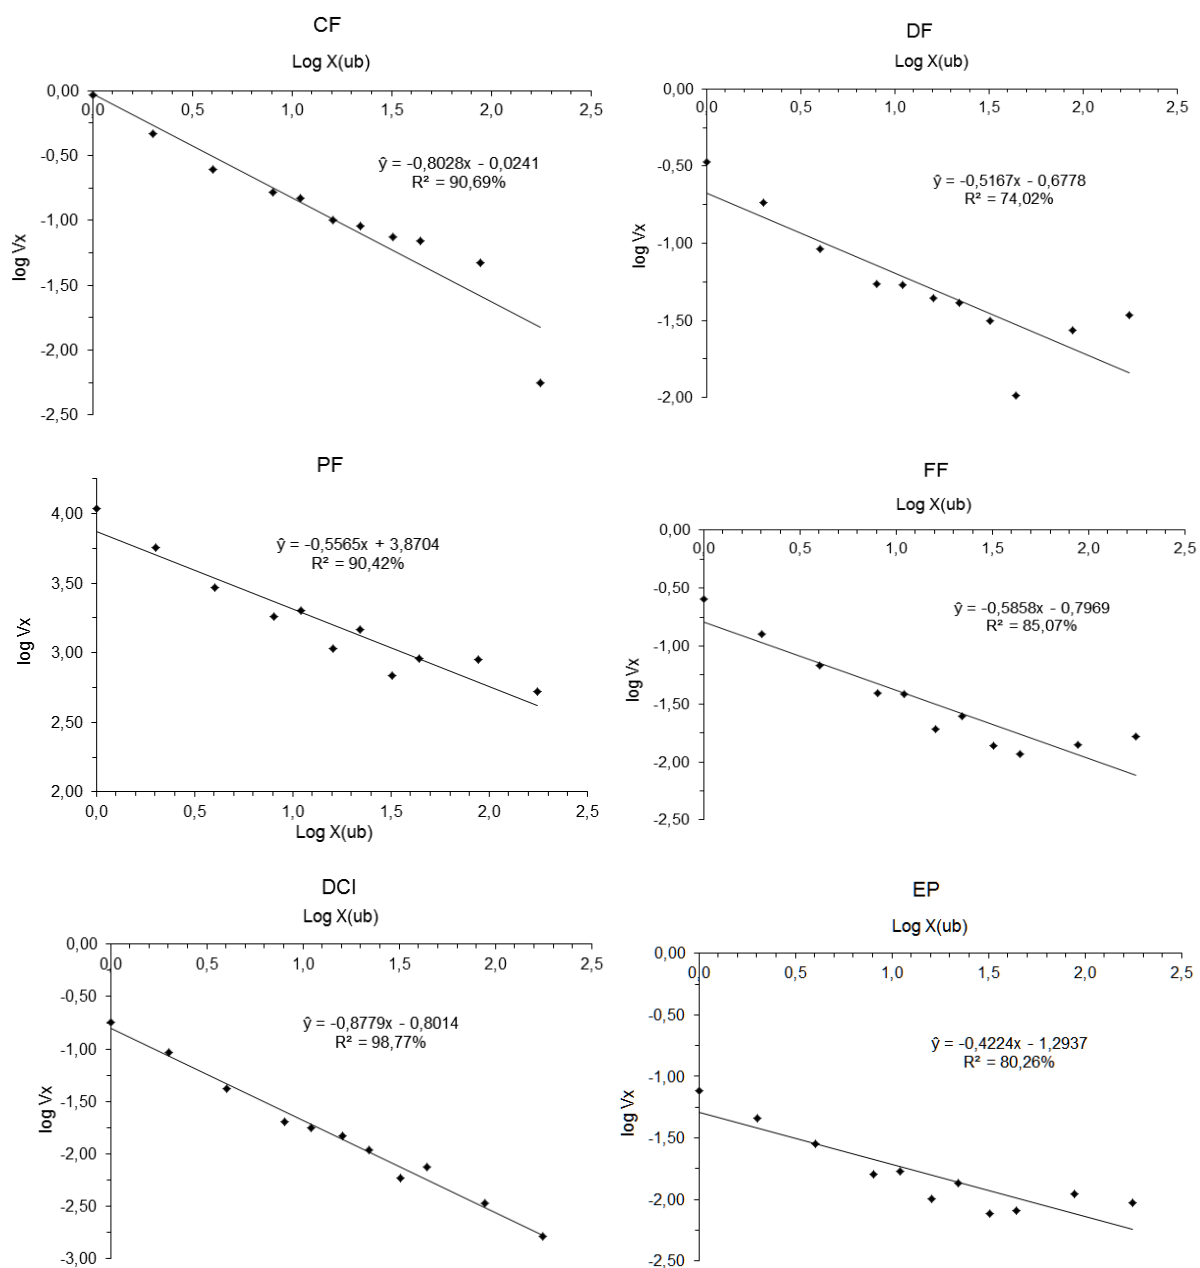 CF
Log X(ub)
0,00
0,0 0,5 1,0 1,5 2,0 2,5
-0,50
-1,00
-1,50
-2,00
-2,50
log Vx
ŷ = -0,8028x - 0,0241
R² = 90,69%
DF
Log X(ub)
0,00
0,0 0,5 1,0 1,5 2,0 2,5
-0,50
-1,00
-1,50
-2,00
log Vx
ŷ = -0,5167x - 0,6778
R² = 74,02%
PF
4,00
3,50
3,00
2,50
2,00
log Vx
ŷ = -0,5565x + 3,8704
R² = 90,42%
0,0 0,5 1,0 1,5 2,0 2,5
Log X(ub)
FF
Log X(ub)
0,00
0,0 0,5 1,0 1,5 2,0 2,5
-0,50
-1,00
-1,50
-2,00
-2,50
log Vx
ŷ = -0,5858x - 0,7969
R² = 85,07%
DCI
Log X(ub)
0,00
0,0 0,5 1,0 1,5 2,0 2,5
-0,50
-1,00
-1,50
-2,00
-2,50
-3,00
log Vx
ŷ = -0,8779x - 0,8014
R² = 98,77%
EP
Log X(ub)
0,00
0,0 0,5 1,0 1,5 2,0 2,5
-0,50
-1,00
-1,50
-2,00
-2,50
log Vx
ŷ = -0,4224x - 1,2937
R² = 80,26%